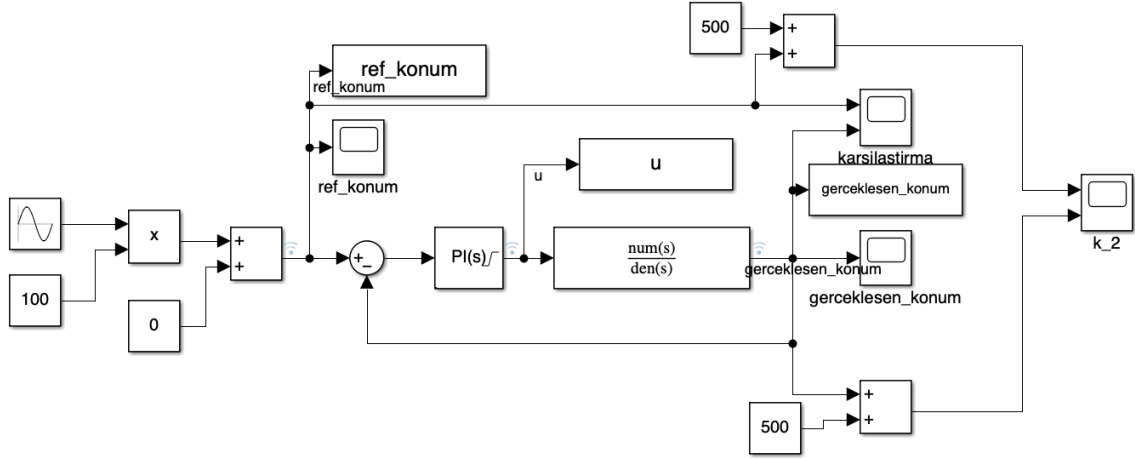 500
+
+
ref_konum
ref_konum
karsilastirma
ref_konum
u
u
gerceklesen_konum
k_2
x
+
+
+
−
PI(s)
num(s)
den(s)
gerceklesen_konum
gerceklesen_konum
100
0
+
+
500